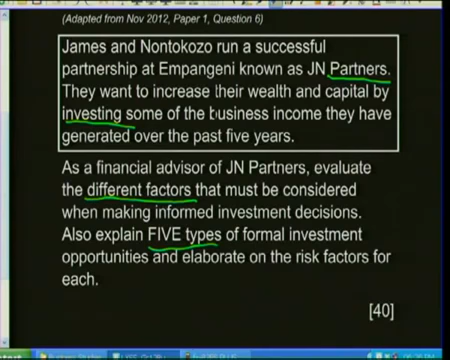 (Adapted from Nov 2012, Paper 1, Question 6)
James and Nontokozo run a successful
partnership at Empangeni known as JN Partners.
They want to increase their wealth and capital by
investing some of the business income they have
generated over the past five years.
As a financial advisor of JN Partners, evaluate
the different factors that must be considered
when making informed investment decisions.
Also explain FIVE types of formal investment
opportunities and elaborate on the risk factors for
each.
[40]